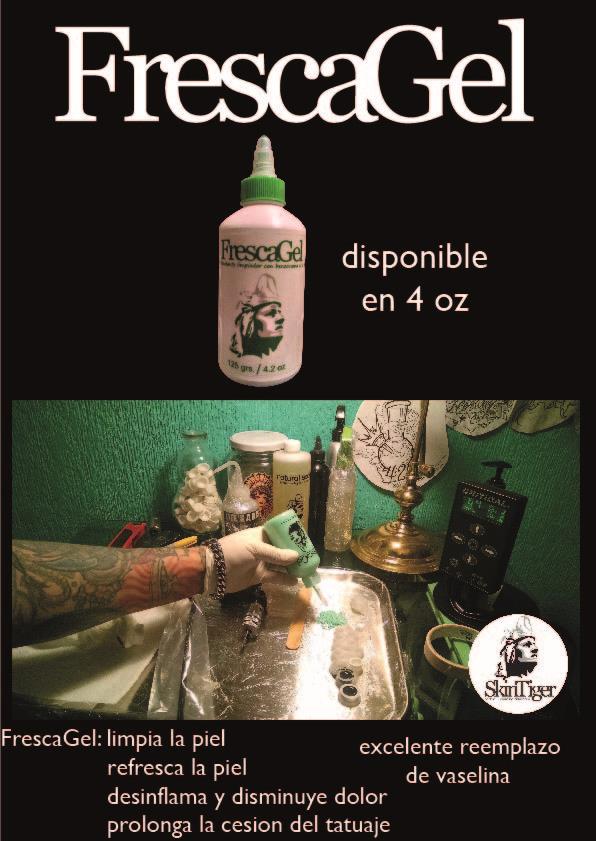 FrescaGel
FrescaGel
125 grs. / 4.2 oz
disponible
en 4 oz
natural
SkinTiger
FrescaGel: limpia la piel
refresca la piel
desinflama y disminuye dolor
prolonga la cesion del tatuaje
excelente reemplazo
de vaselina